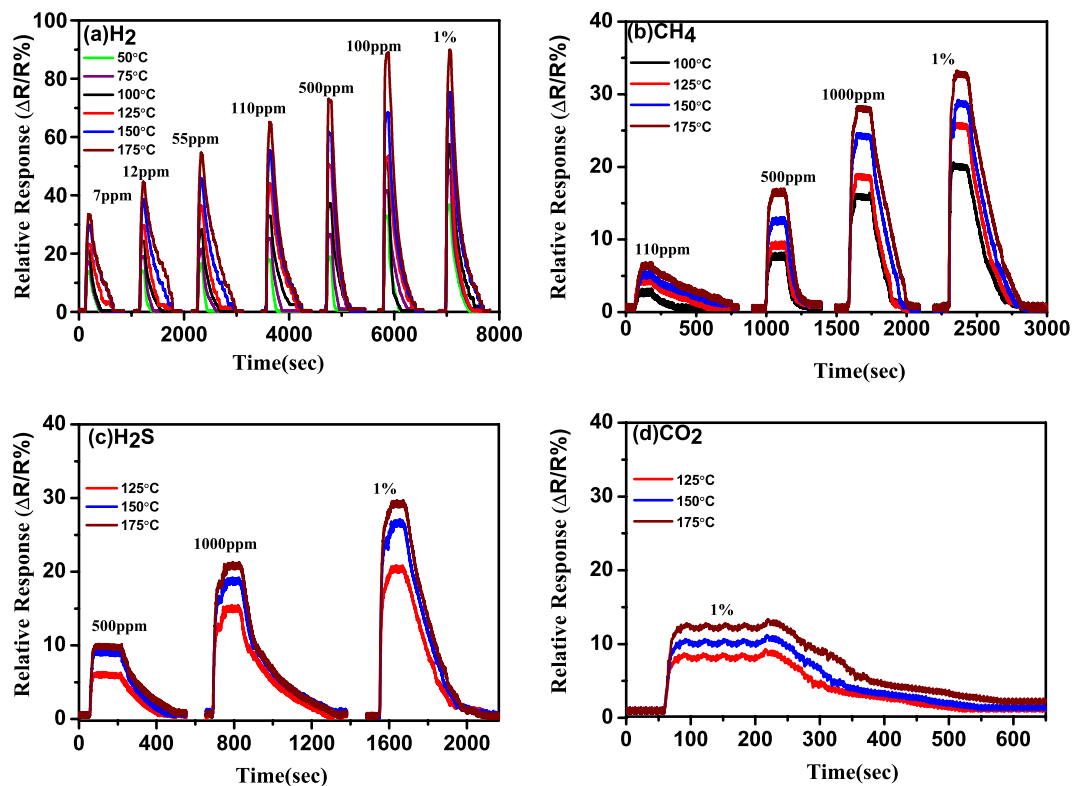 (a)H2
50°C
75°C
100°C
125°C
150°C
175°C
7ppm
12ppm
55ppm
110ppm
500ppm
100ppm
1%
Relative Response (ΔR/R%)
100
80
60
40
20
0
0 2000 4000 6000 8000
Time(sec)
(b)CH4
100°C
125°C
150°C
175°C
110ppm
500ppm
1000ppm
1%
Relative Response (ΔR/R%)
40
30
20
10
0
0 500 1000 1500 2000 2500 3000
Time(sec)
(c)H2S
125°C
150°C
175°C
500ppm
1000ppm
1%
Relative Response (ΔR/R%)
40
30
20
10
0
0 400 800 1200 1600 2000
Time(sec)
(d)CO2
125°C
150°C
175°C
1%
Relative Response (ΔR/R%)
40
30
20
10
0
0 100 200 300 400 500 600
Time(sec)